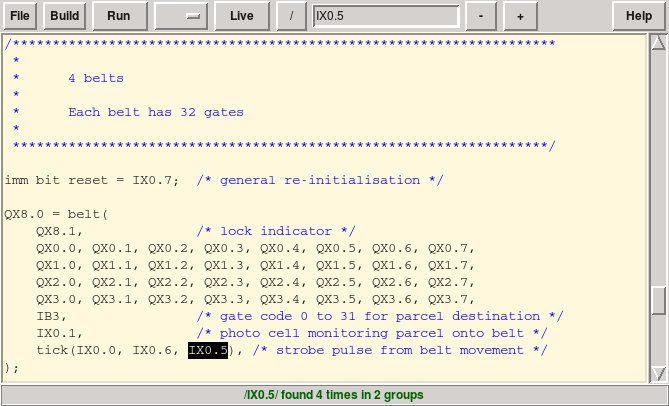 File Build Run Live / IX0.5 - + Help
/********************************************************************
 *
 *      4 belts
 *
 *      Each belt has 32 gates
 *
 *******************************************************************/
imm bit reset = IX0.7;  /* general re-initialisation */
QX8.0 = belt(
    QX8.1,              /* lock indicator */
    QX0.0, QX0.1, QX0.2, QX0.3, QX0.4, QX0.5, QX0.6, QX0.7,
    QX1.0, QX1.1, QX1.2, QX1.3, QX1.4, QX1.5, QX1.6, QX1.7,
    QX2.0, QX2.1, QX2.2, QX2.3, QX2.4, QX2.5, QX2.6, QX2.7,
    QX3.0, QX3.1, QX3.2, QX3.3, QX3.4, QX3.5, QX3.6, QX3.7,
    IB3,                /* gate code 0 to 31 for parcel destination */
    IX0.1,              /* photo cell monitoring parcel onto belt */
    tick(IX0.0, IX0.6, IX0.5), /* strobe pulse from belt movement */
);
/IX0.5/ found 4 times in 2 groups